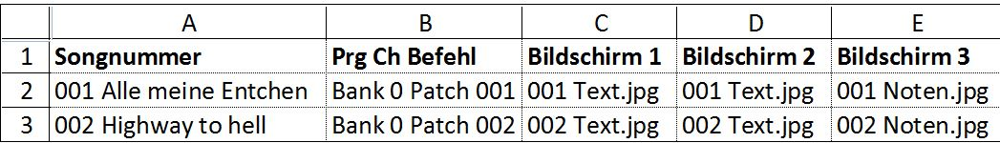 A B C D E
1 Songnummer Prg Ch Befehl Bildschirm 1 Bildschirm 2 Bildschirm 3
2 001 Alle meine Entchen Bank 0 Patch 001 001 Text.jpg 001 Text.jpg 001 Noten.jpg
3 002 Highway to hell Bank 0 Patch 002 002 Text.jpg 002 Text.jpg 002 Noten.jpg